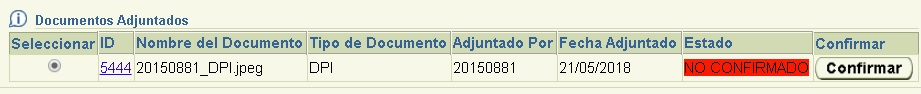 Documentos Adjuntados
Seleccionar ID Nombre del Documento Tipo de Documento Adjuntado Por Fecha Adjuntado Estado Confirmar
5444 20150881_DPI.jpeg DPI 20150881 21/05/2018 NO CONFIRMADO Confirmar